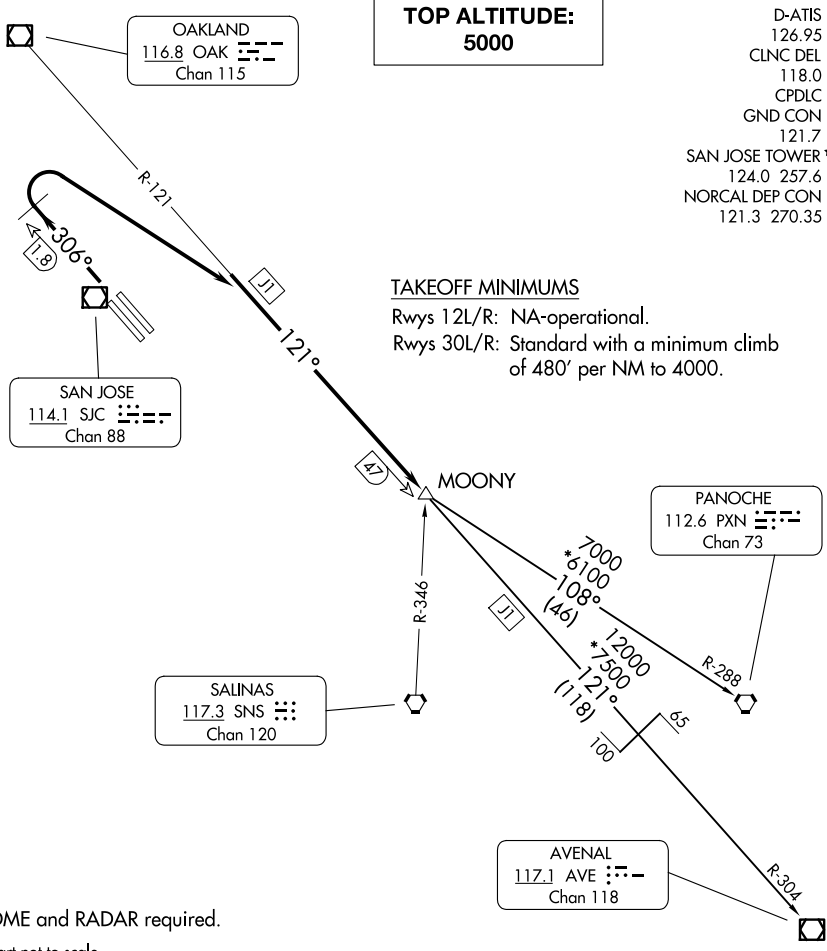 TOP ALTITUDE:
5000
D-ATIS
126.95
CLNC DEL
118.0
CPDLC
GND CON
121.7
SAN JOSE TOWER
124.0 257.6
NORCAL DEP CON
121.3 270.35
OAKLAND
116.8 OAK
Chan 115
R-121
306°
1.8
J1
121°
TAKEOFF MINIMUMS
Rwys 12L/R: NA-operational.
Rwys 30L/R: Standard with a minimum climb
of 480' per NM to 4000.
SAN JOSE
114.1 SJC
Chan 88
47
MOONY
PANOCHE
112.6 PXN
Chan 73
7000
*6100
108°
(46)
R-346
J1
12000
*7500
121°
(118)
R-288
SALINAS
117.3 SNS
Chan 120
65
100
AVENAL
117.1 AVE
Chan 118
R-304
OME and RADAR required.